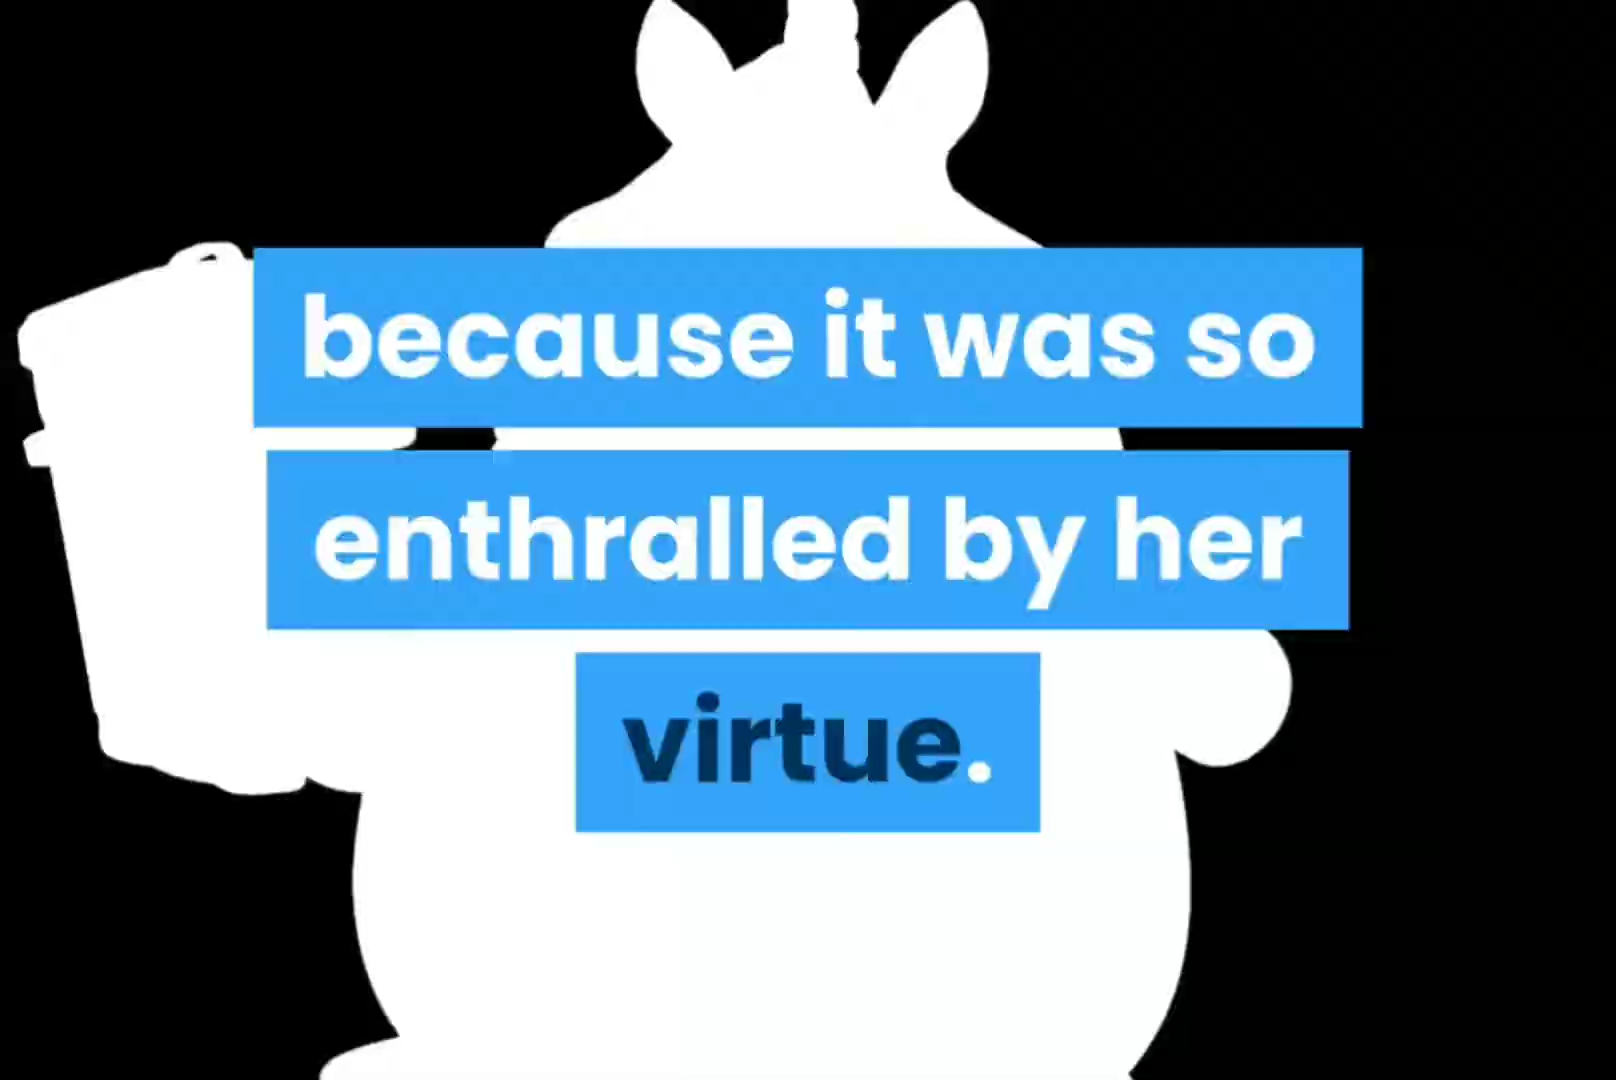 because it was so
enthralled by her
virtue.